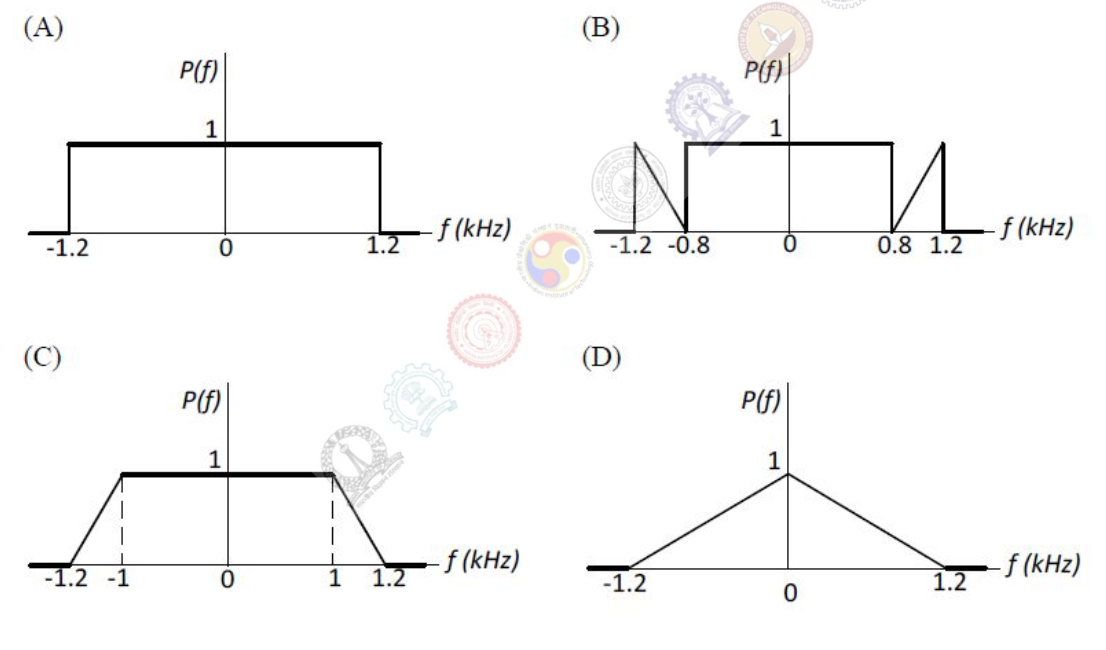 (A) (B)
P(f) P(f)
1 1
f (kHz) f (kHz)
-1.2 0 1.2 -1.2 -0.8 0 0.8 1.2
(C) (D)
P(f) P(f)
1 1
f (kHz) f (kHz)
-1.2 -1 0 1 1.2 -1.2 0 1.2